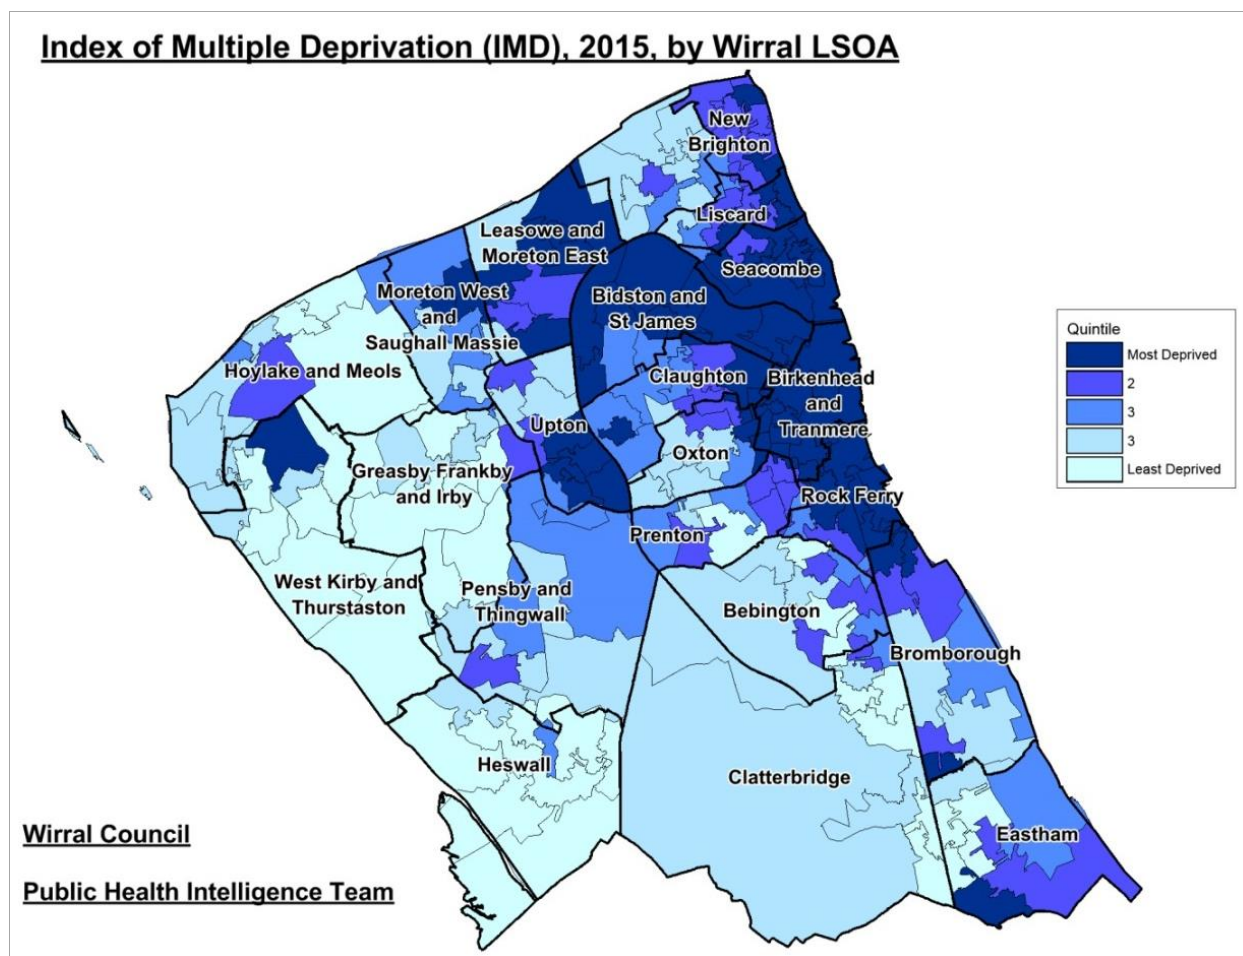 Index of Multiple Deprivation (IMD), 2015, by Wirral LSOA
New
Brighton
Liscard
Leasowe and
Moreton East
Seacombe
Moreton West
and
Saughall Massie
Bidston and
St James
Hoylake and Meols
Claughton
Birkenhead
and
Tranmere
Upton
Oxton
Greasby Frankby
and Irby
Rock Ferry
Prenton
West Kirby and
Thurstaston
Pensby and
Thingwall
Bebington
Bromborough
Heswall
Clatterbridge
Eastham
Quintile
Most Deprived
2
3
3
Least Deprived
Wirral Council
Public Health Intelligence Team